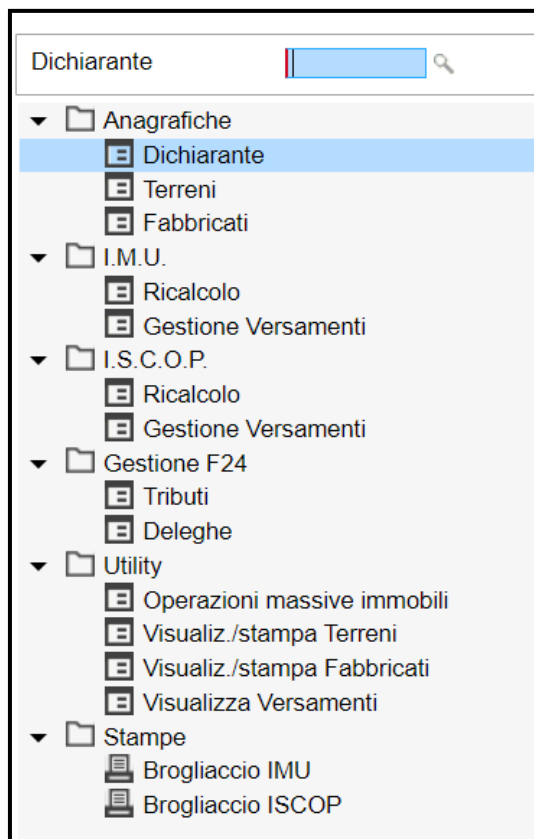 Dichiarante
Anagrafiche
Dichiarante
Terreni
Fabbricati
I.M.U.
Ricalcolo
Gestione Versamenti
I.S.C.O.P.
Ricalcolo
Gestione Versamenti
Gestione F24
Tributi
Deleghe
Utility
Operazioni massive immobili
Visualiz./stampa Terreni
Visualiz./stampa Fabbricati
Visualizza Versamenti
Stampe
Brogliaccio IMU
Brogliaccio ISCOP